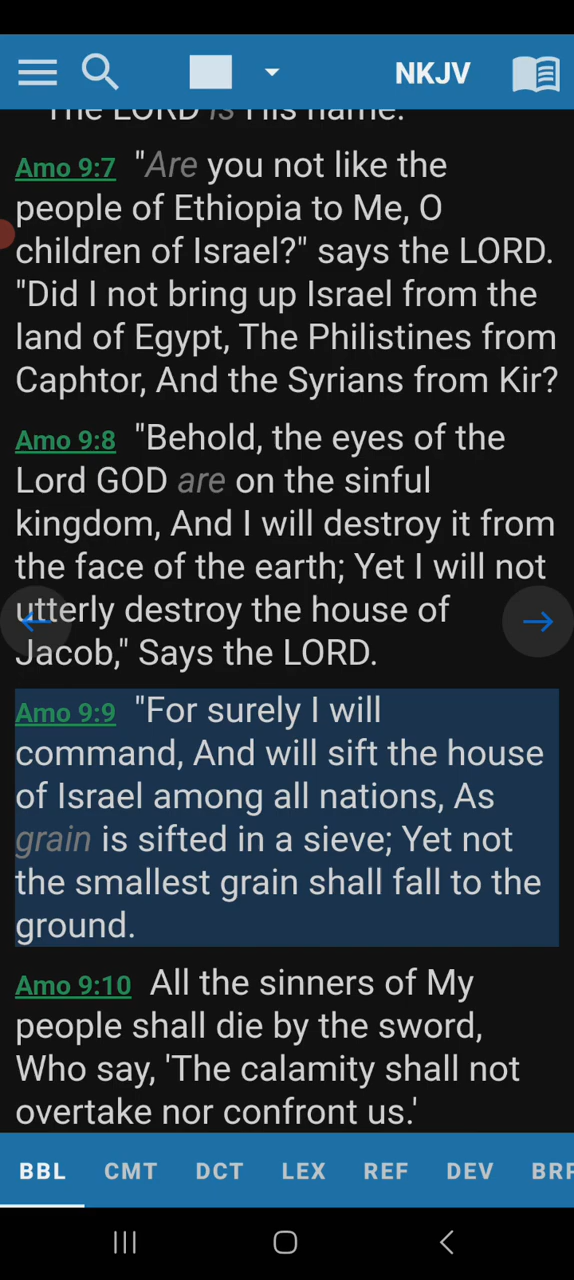 NKJV
The LORD is His name.
Amo 9:7 "Are you not like the
people of Ethiopia to Me, O
children of Israel?" says the LORD.
"Did I not bring up Israel from the
land of Egypt, The Philistines from
Caphtor, And the Syrians from Kir?
Amo 9:8 "Behold, the eyes of the
Lord GOD are on the sinful
kingdom, And I will destroy it from
the face of the earth; Yet I will not
utterly destroy the house of
Jacob," Says the LORD.
Amo 9:9 "For surely I will
command, And will sift the house
of Israel among all nations, As
grain is sifted in a sieve; Yet not
the smallest grain shall fall to the
ground.
Amo 9:10 All the sinners of My
people shall die by the sword,
Who say, 'The calamity shall not
overtake nor confront us.'
BBL CMT DCT LEX REF DEV BRP